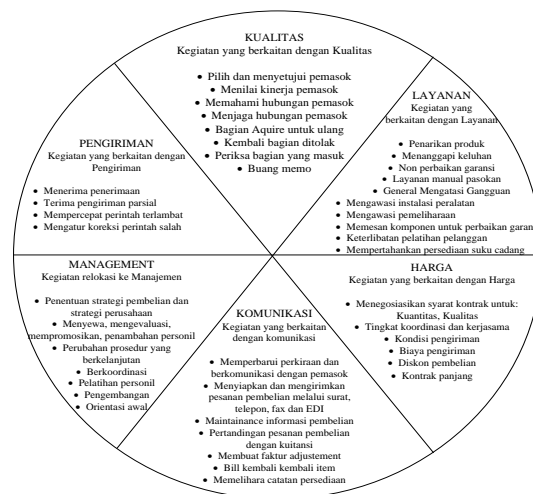 KUALITAS
Kegiatan yang berkaitan dengan Kualitas
• Pilih dan menyetujui pemasok
• Menilai kinerja pemasok
• Memahami hubungan pemasok
• Menjaga hubungan pemasok
• Bagian Aquire untuk ulang
• Kembali bagian ditolak
• Periksa bagian yang masuk
• Buang memo
LAYANAN
Kegiatan yang
berkaitan dengan Layanan
• Penarikan produk
• Menanggapi keluhan
• Non perbaikan garansi
• Layanan manual pasokan
• General Mengatasi Gangguan
• Mengawasi instalasi peralatan
• Mengawasi pemeliharaan
• Memesan komponen untuk perbaikan garan
• Keterlibatan pelatihan pelanggan
• Mempertahankan persediaan suku cadang
HARGA
Kegiatan yang berkaitan dengan Harga
• Menegosiasikan syarat kontrak untuk:
Kuantitas, Kualitas
• Tingkat koordinasi dan kerjasama
• Kondisi pengiriman
• Biaya pengiriman
• Diskon pembelian
• Kontrak panjang
KOMUNIKASI
Kegiatan yang berkaitan
dengan komunikasi
• Memperbarui perkiraan dan
berkomunikasi dengan pemasok
• Menyiapkan dan mengirimkan
pesanan pembelian melalui surat,
telepon, fax dan EDI
• Maintainance informasi pembelian
• Pertandingan pesanan pembelian
dengan kuitansi
• Membuat faktur adjustement
• Bill kembali kembali item
• Memelihara catatan persediaan
MANAGEMENT
Kegiatan relokasi ke Manajemen
• Penentuan strategi pembelian dan
strategi perusahaan
• Menyewa, mengevaluasi,
mempromosikan, penambahan personil
• Perubahan prosedur yang
berkelanjutan
• Berkoordinasi
• Pelatihan personil
• Pengembangan
• Orientasi awal
PENGIRIMAN
Kegiatan yang berkaitan dengan
Pengiriman
• Menerima penerimaan
• Terima pengiriman parsial
• Mempercepat perintah terlambat
• Mengatur koreksi perintah salah